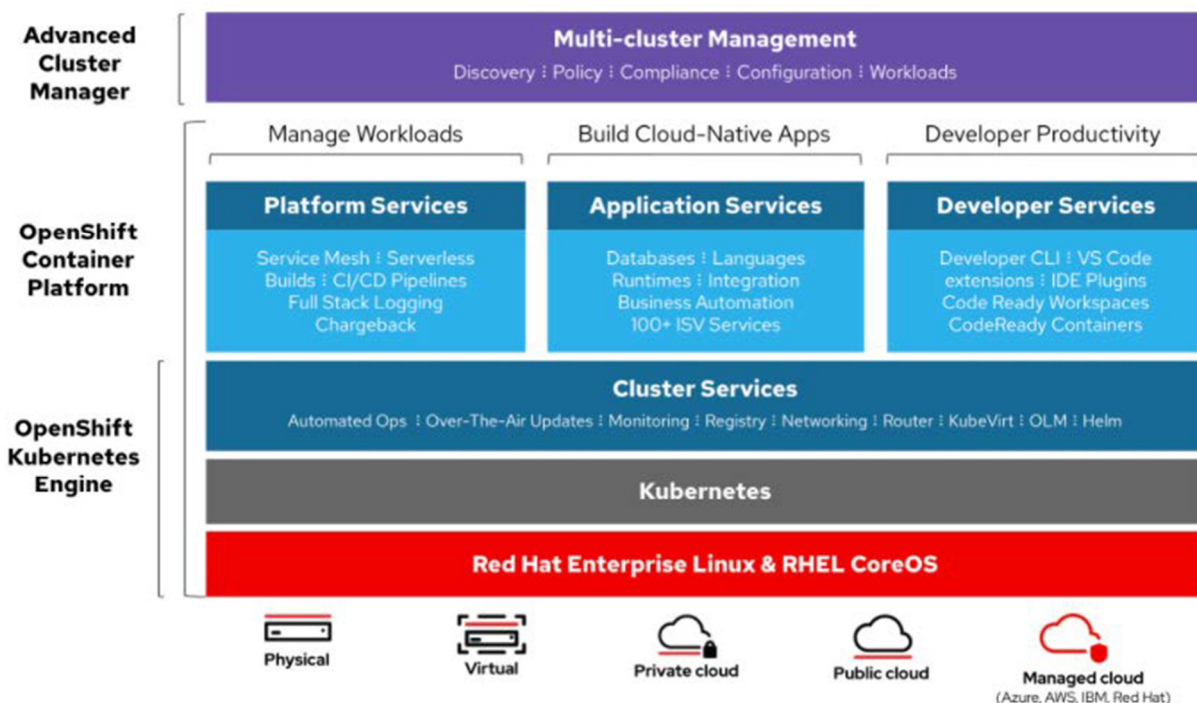 Advanced
Cluster
Manager
Multi-cluster Management
Discovery ⁝ Policy ⁝ Compliance ⁝ Configuration ⁝ Workloads
Manage Workloads
Build Cloud-Native Apps
Developer Productivity
OpenShift
Container
Platform
Platform Services
Service Mesh ⁝ Serverless
Builds ⁝ CI/CD Pipelines
Full Stack Logging
Chargeback
Application Services
Databases ⁝ Languages
Runtimes ⁝ Integration
Business Automation
100+ ISV Services
Developer Services
Developer CLI ⁝ VS Code
extensions ⁝ IDE Plugins
Code Ready Workspaces
CodeReady Containers
OpenShift
Kubernetes
Engine
Cluster Services
Automated Ops ⁝ Over-The-Air Updates ⁝ Monitoring ⁝ Registry ⁝ Networking ⁝ Router ⁝ KubeVirt ⁝ OLM ⁝ Helm
Kubernetes
Red Hat Enterprise Linux & RHEL CoreOS
Physical
Virtual
Private cloud
Public cloud
Managed cloud
(Azure, AWS, IBM, Red Hat)